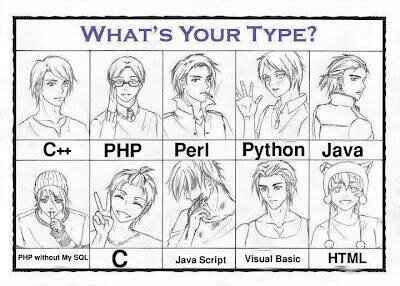 WHAT'S YOUR TYPE?
C++ PHP Perl Python Java
PHP without My SQL C Java Script Visual Basic HTML